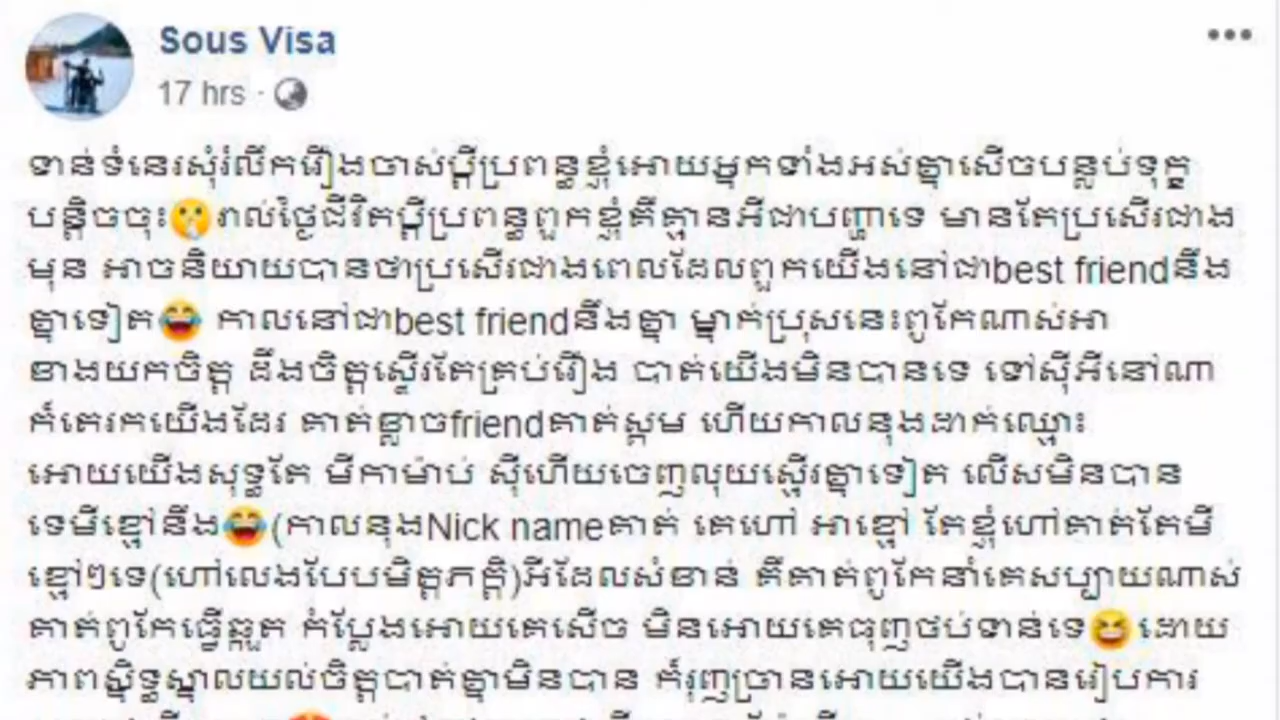 Sous Visa
17 hrs ·
ទាន់ទំនេរសុំរំលឹករឿងចាស់ប្ដីប្រពន្ធខ្ញុំអោយអ្នកទាំងអស់គ្នាសើចបន្លប់ទុក្ខ
បន្តិចចុះ🤫រាល់ថ្ងៃជីវិតប្ដីប្រពន្ធពួកខ្ញុំគឺគ្មានអីជាបញ្ហាទេ មានតែប្រសើរជាង
មុន អាចនិយាយបានថាប្រសើរជាងពេលដែលពួកយើងនៅជាbest friendនឹង
គ្នាទៀត😂 កាលនៅជាbest friendនឹងគ្នា ម្នាក់ប្រុសនេះពូកែណាស់អា
ខាងយកចិត្ត ដឹងចិត្តស្ទើរតែគ្រប់រឿង បាត់យើងមិនបានទេ ទៅស៊ីអីនៅណា
ក៏គេរកយើងដែរ គាត់ខ្លាចfriendគាត់ស្គម ហើយកាលនុងដាក់ឈ្មោះ
អោយយើងសុទ្ធតែ មីកាម៉ាប់ ស៊ីហើយចេញលុយស្មើរគ្នាទៀត លើសមិនបាន
ទេមីខ្ចៅនឹង😂(កាលនុងNick nameគាត់ គេហៅ អាខ្ចៅ តែខ្ញុំហៅគាត់តែមី
ខ្ចៅៗទេ(ហៅលេងបែបមិត្តភក្ដិ)អីដែលសំខាន់ គឺគាត់ពូកែនាំគេសប្បាយណាស់
គាត់ពូកែធ្វើឆ្កួត កំប្លែងអោយគេសើច មិនអោយគេធុញថប់ទាន់ទេ😆ដោយ
ភាពស្និទ្ធស្នាលយល់ចិត្តបាត់គ្នាមិនបាន ក៏រុញច្រានអោយយើងបានរៀបការ